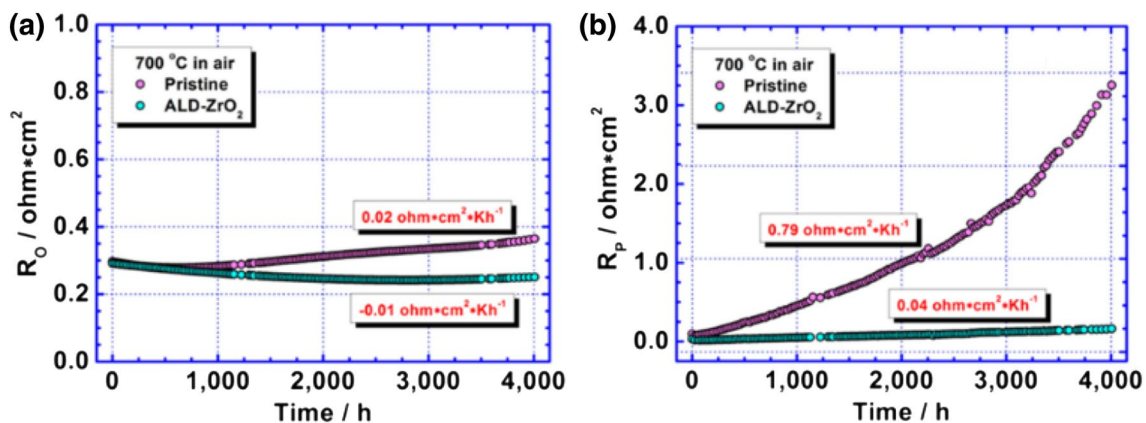 (a)
1.0
0.8
0.6
0.4
0.2
0.0
R_O / ohm*cm²
700 °C in air
Pristine
ALD-ZrO₂
0.02 ohm•cm²•Kh⁻¹
-0.01 ohm•cm²•Kh⁻¹
0 1,000 2,000 3,000 4,000
Time / h
(b)
4.0
3.0
2.0
1.0
0.0
R_P / ohm*cm²
700 °C in air
Pristine
ALD-ZrO₂
0.79 ohm•cm²•Kh⁻¹
0.04 ohm•cm²•Kh⁻¹
0 1,000 2,000 3,000 4,000
Time / h